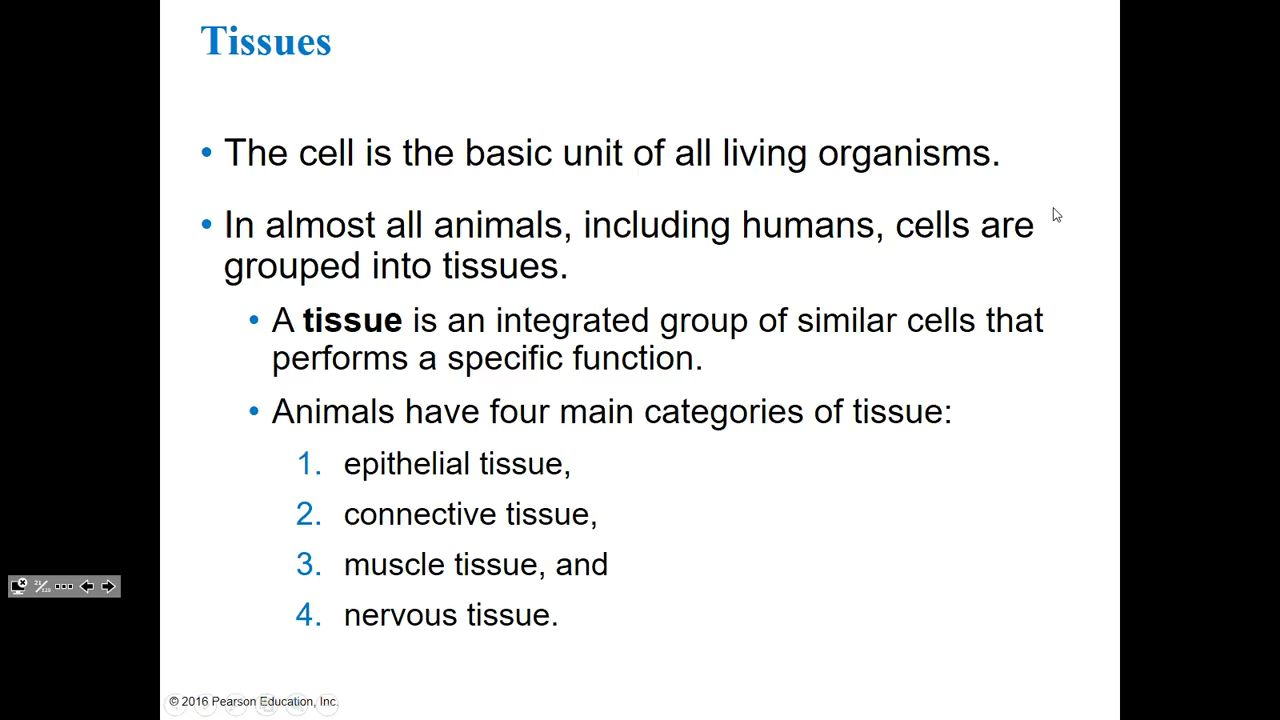 Tissues
• The cell is the basic unit of all living organisms.
• In almost all animals, including humans, cells are
grouped into tissues.
• A tissue is an integrated group of similar cells that
performs a specific function.
• Animals have four main categories of tissue:
1. epithelial tissue,
2. connective tissue,
3. muscle tissue, and
4. nervous tissue.
© 2016 Pearson Education, Inc.